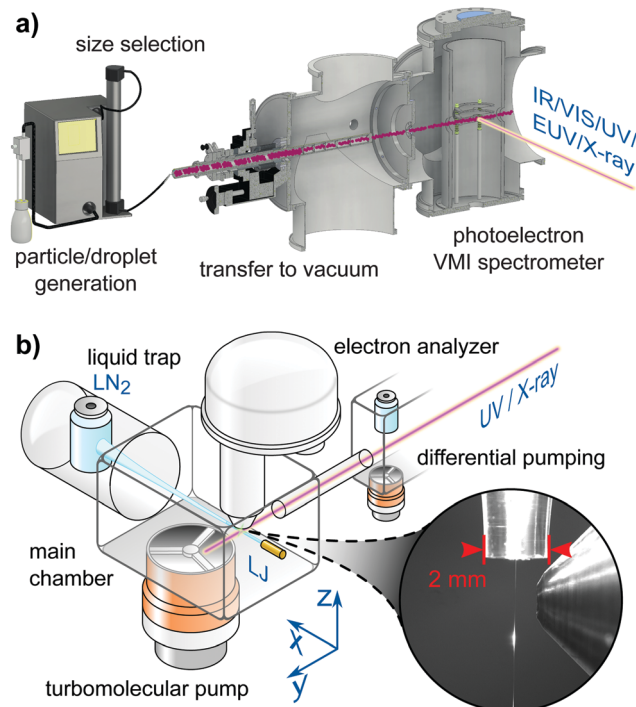 a)
size selection
IR/VIS/UV/
EUV/X-ray
particle/droplet
generation
transfer to vacuum
photoelectron
VMI spectrometer
b)
liquid trap
LN2
electron analyzer
UV / X-ray
differential pumping
main
chamber
LJ
2 mm
z
x
y
turbomolecular pump